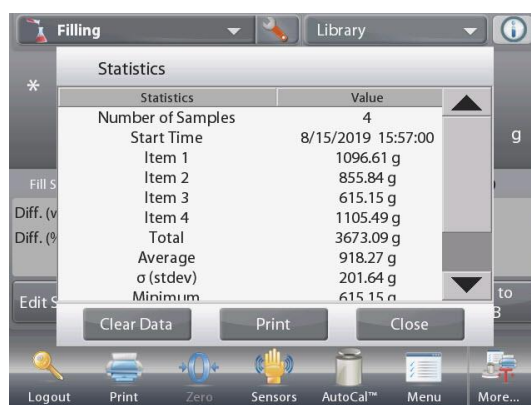 Filling Library
Statistics
*
Statistics Value
Number of Samples 4
g
Start Time 8/15/2019 15:57:00
Item 1 1096.61 g
Fill S
Item 2 855.84 g
Diff. (v
Item 3 615.15 g
Item 4 1105.49 g
Diff. (%
Total 3673.09 g
Average 918.27 g
σ (stdev) 201.64 g
Edit S to
Minimum 615.15 g
Clear Data Print Close
Logout Print Zero Sensors AutoCal™ Menu More...